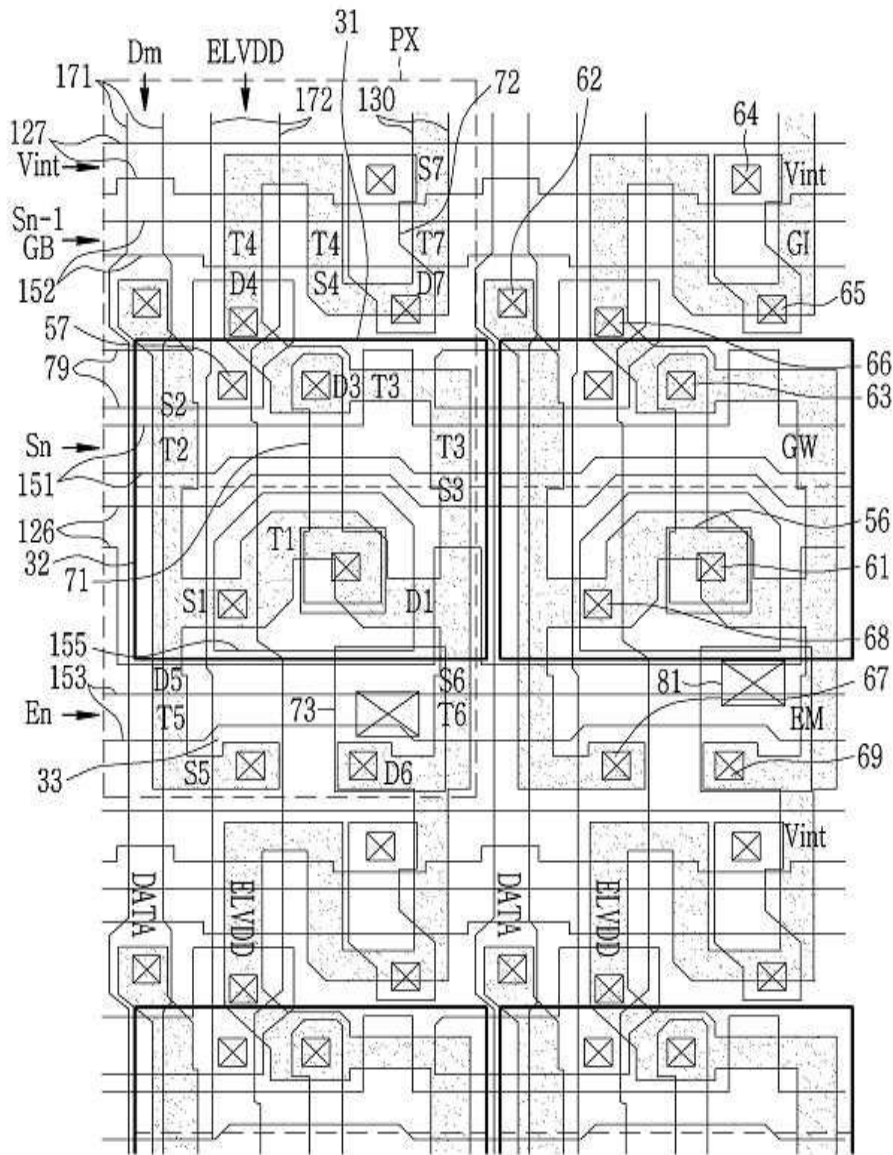 31
Dm ELVDD PX
171 172 130 72 62
127 64
Vint S7 Vint
Sn-1
GB T4 T4 T7 GI
152 D4 S4 D7
57 65
79 66
S2 D3 T3 63
Sn T2 T3 GW
151 S3
126 56
32 T1
71 61
S1 D1
155 68
153 D5 S6 81 67
En T5 73 T6 EM
33 S5 D6 69
Vint
DATA ELVDD DATA ELVDD